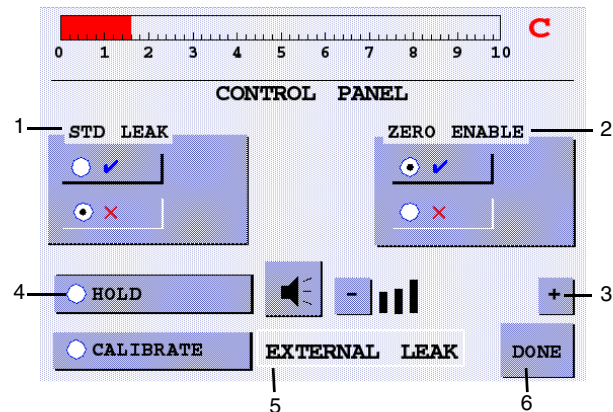 C
0 1 2 3 4 5 6 7 8 9 10
CONTROL PANEL
1 STD LEAK ZERO ENABLE 2
✔ ✔
× ×
4 HOLD - + 3
CALIBRATE EXTERNAL LEAK DONE
5 6